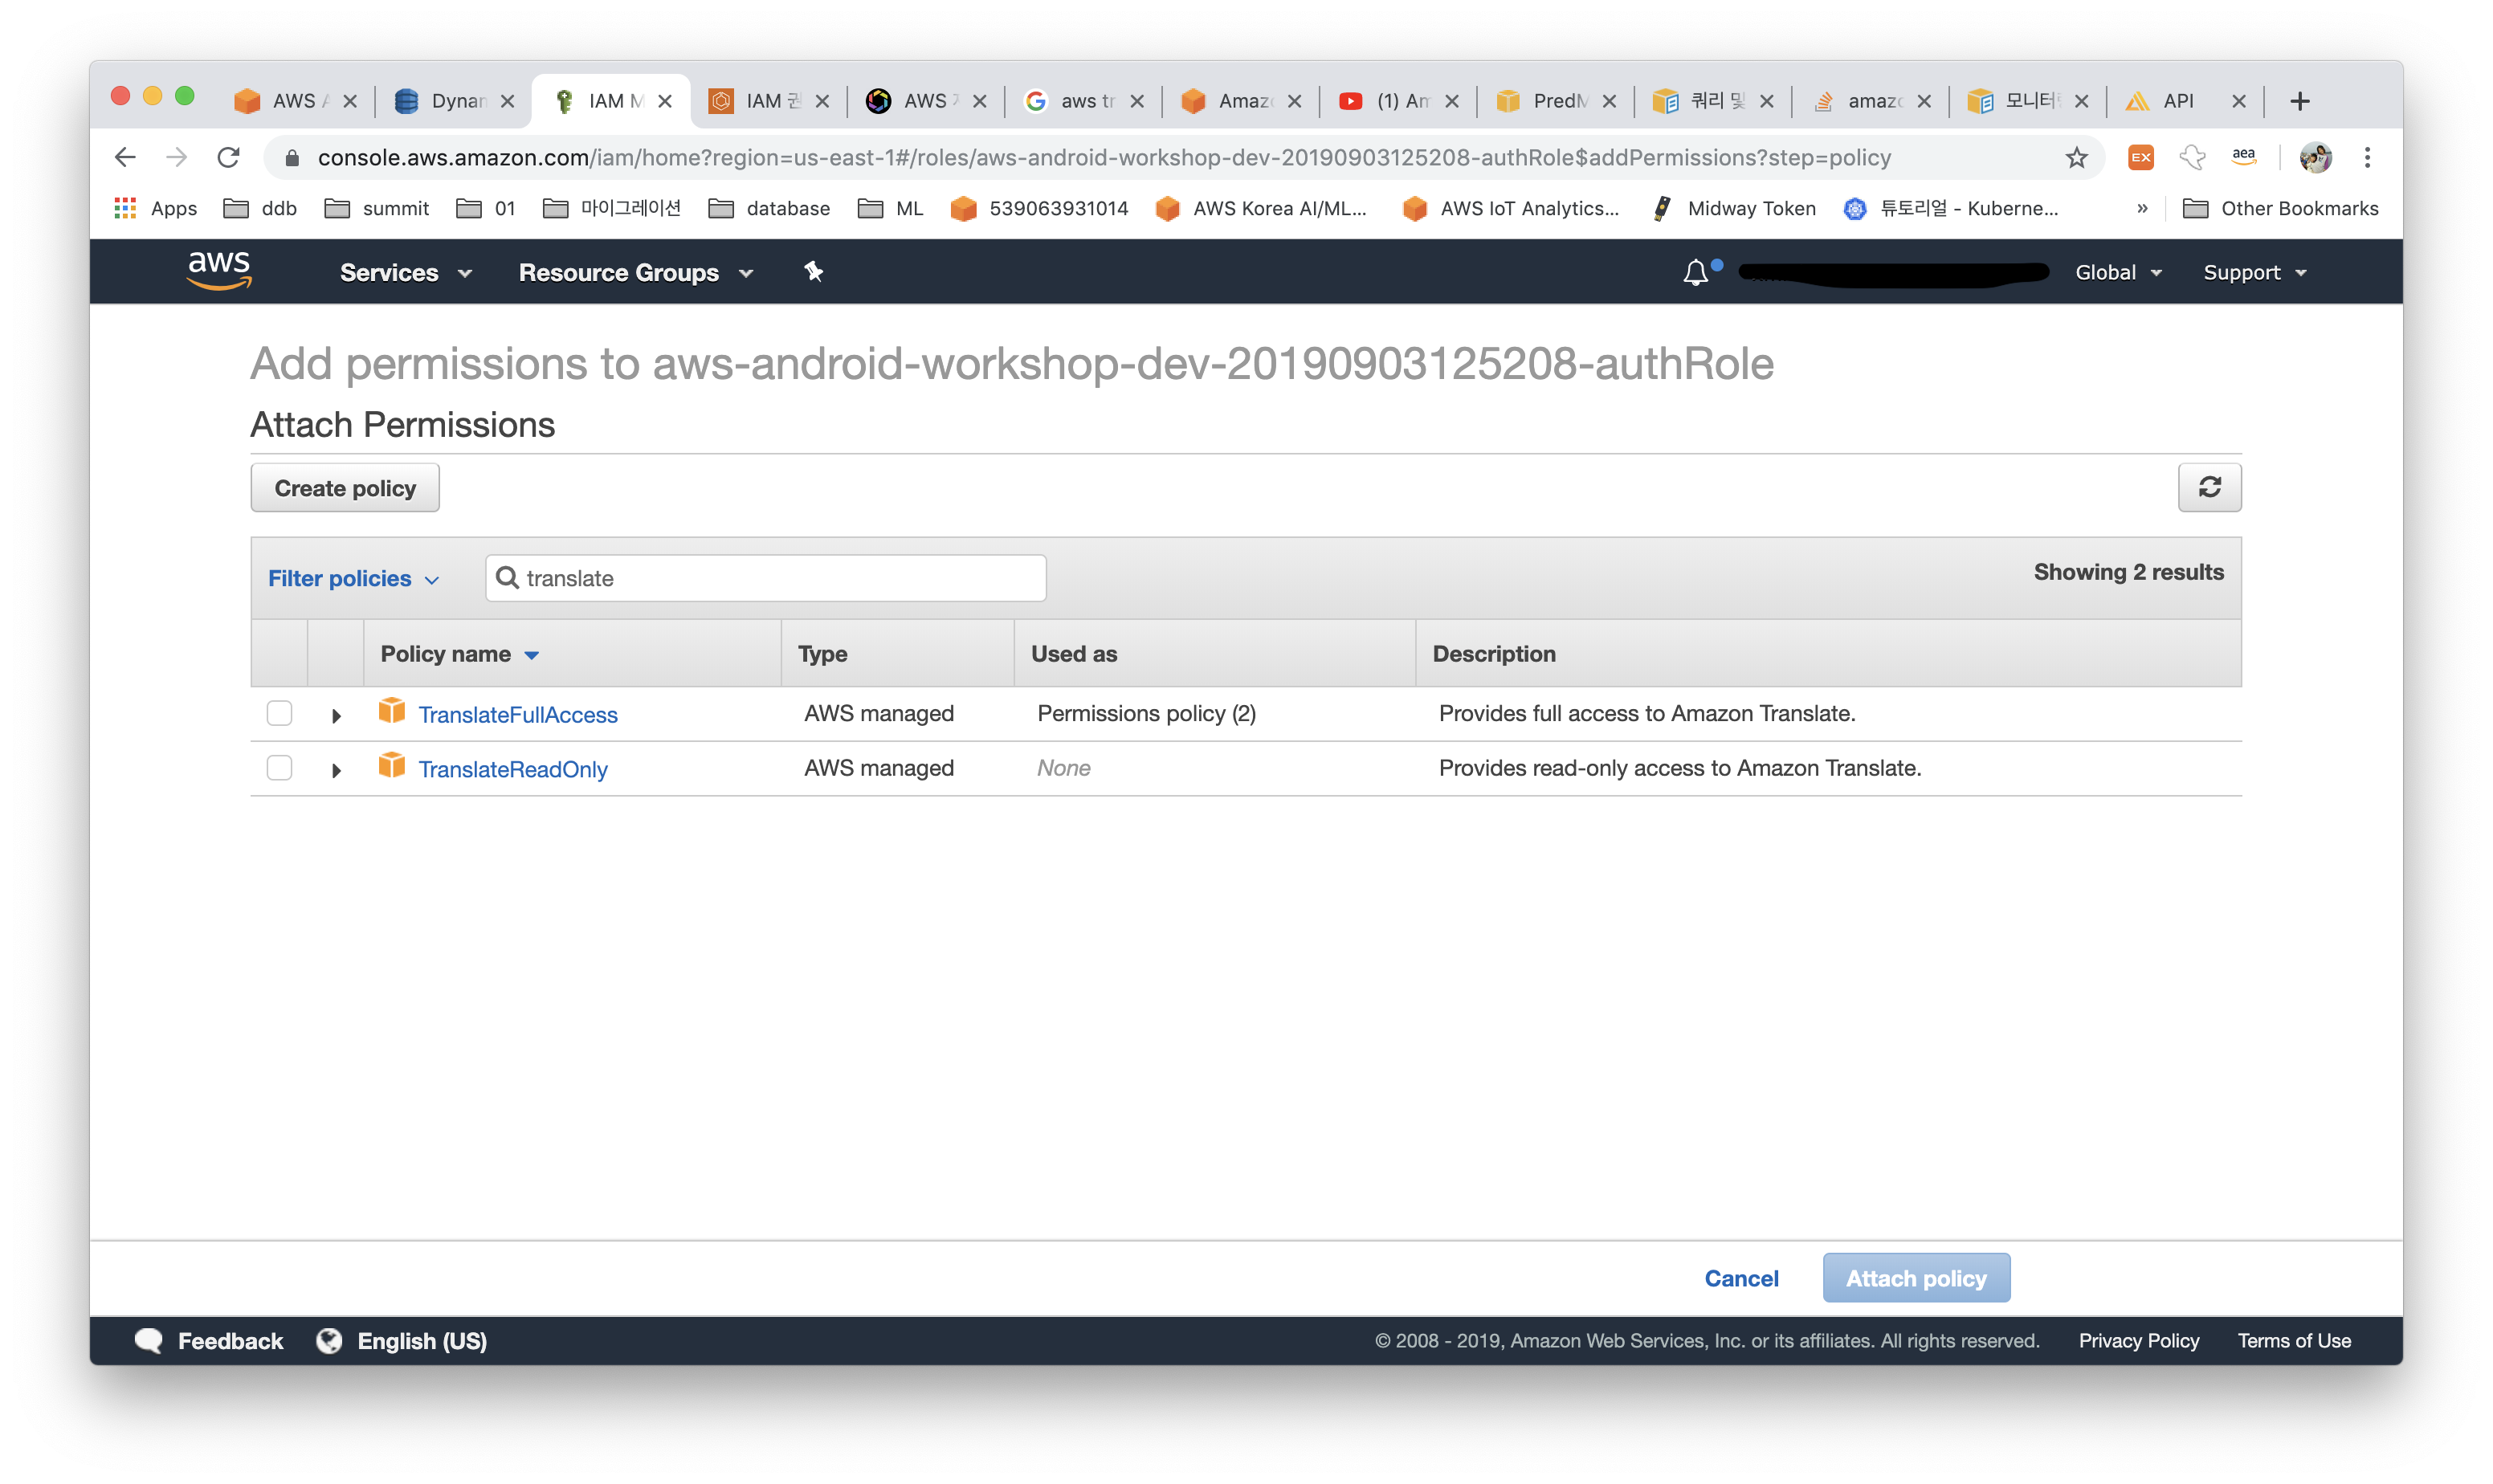 AWS A
Dynam
IAM M
IAM 권
AWS
aws tr
Amaz
(1) Am
PredM
쿼리 및
amazo
모니터
API
console.aws.amazon.com/iam/home?region=us-east-1#/roles/aws-android-workshop-dev-20190903125208-authRole$addPermissions?step=policy
EX
aea
Apps ddb summit 01 마이그레이션 database ML 539063931014 AWS Korea AI/ML... AWS IoT Analytics... Midway Token 튜토리얼 - Kuberne... » Other Bookmarks
aws Services Resource Groups Global Support
Add permissions to aws-android-workshop-dev-20190903125208-authRole
Attach Permissions
Create policy
Filter policies translate Showing 2 results
Policy name Type Used as Description
TranslateFullAccess AWS managed Permissions policy (2) Provides full access to Amazon Translate.
TranslateReadOnly AWS managed None Provides read-only access to Amazon Translate.
Cancel Attach policy
Feedback English (US) © 2008 - 2019, Amazon Web Services, Inc. or its affiliates. All rights reserved. Privacy Policy Terms of Use